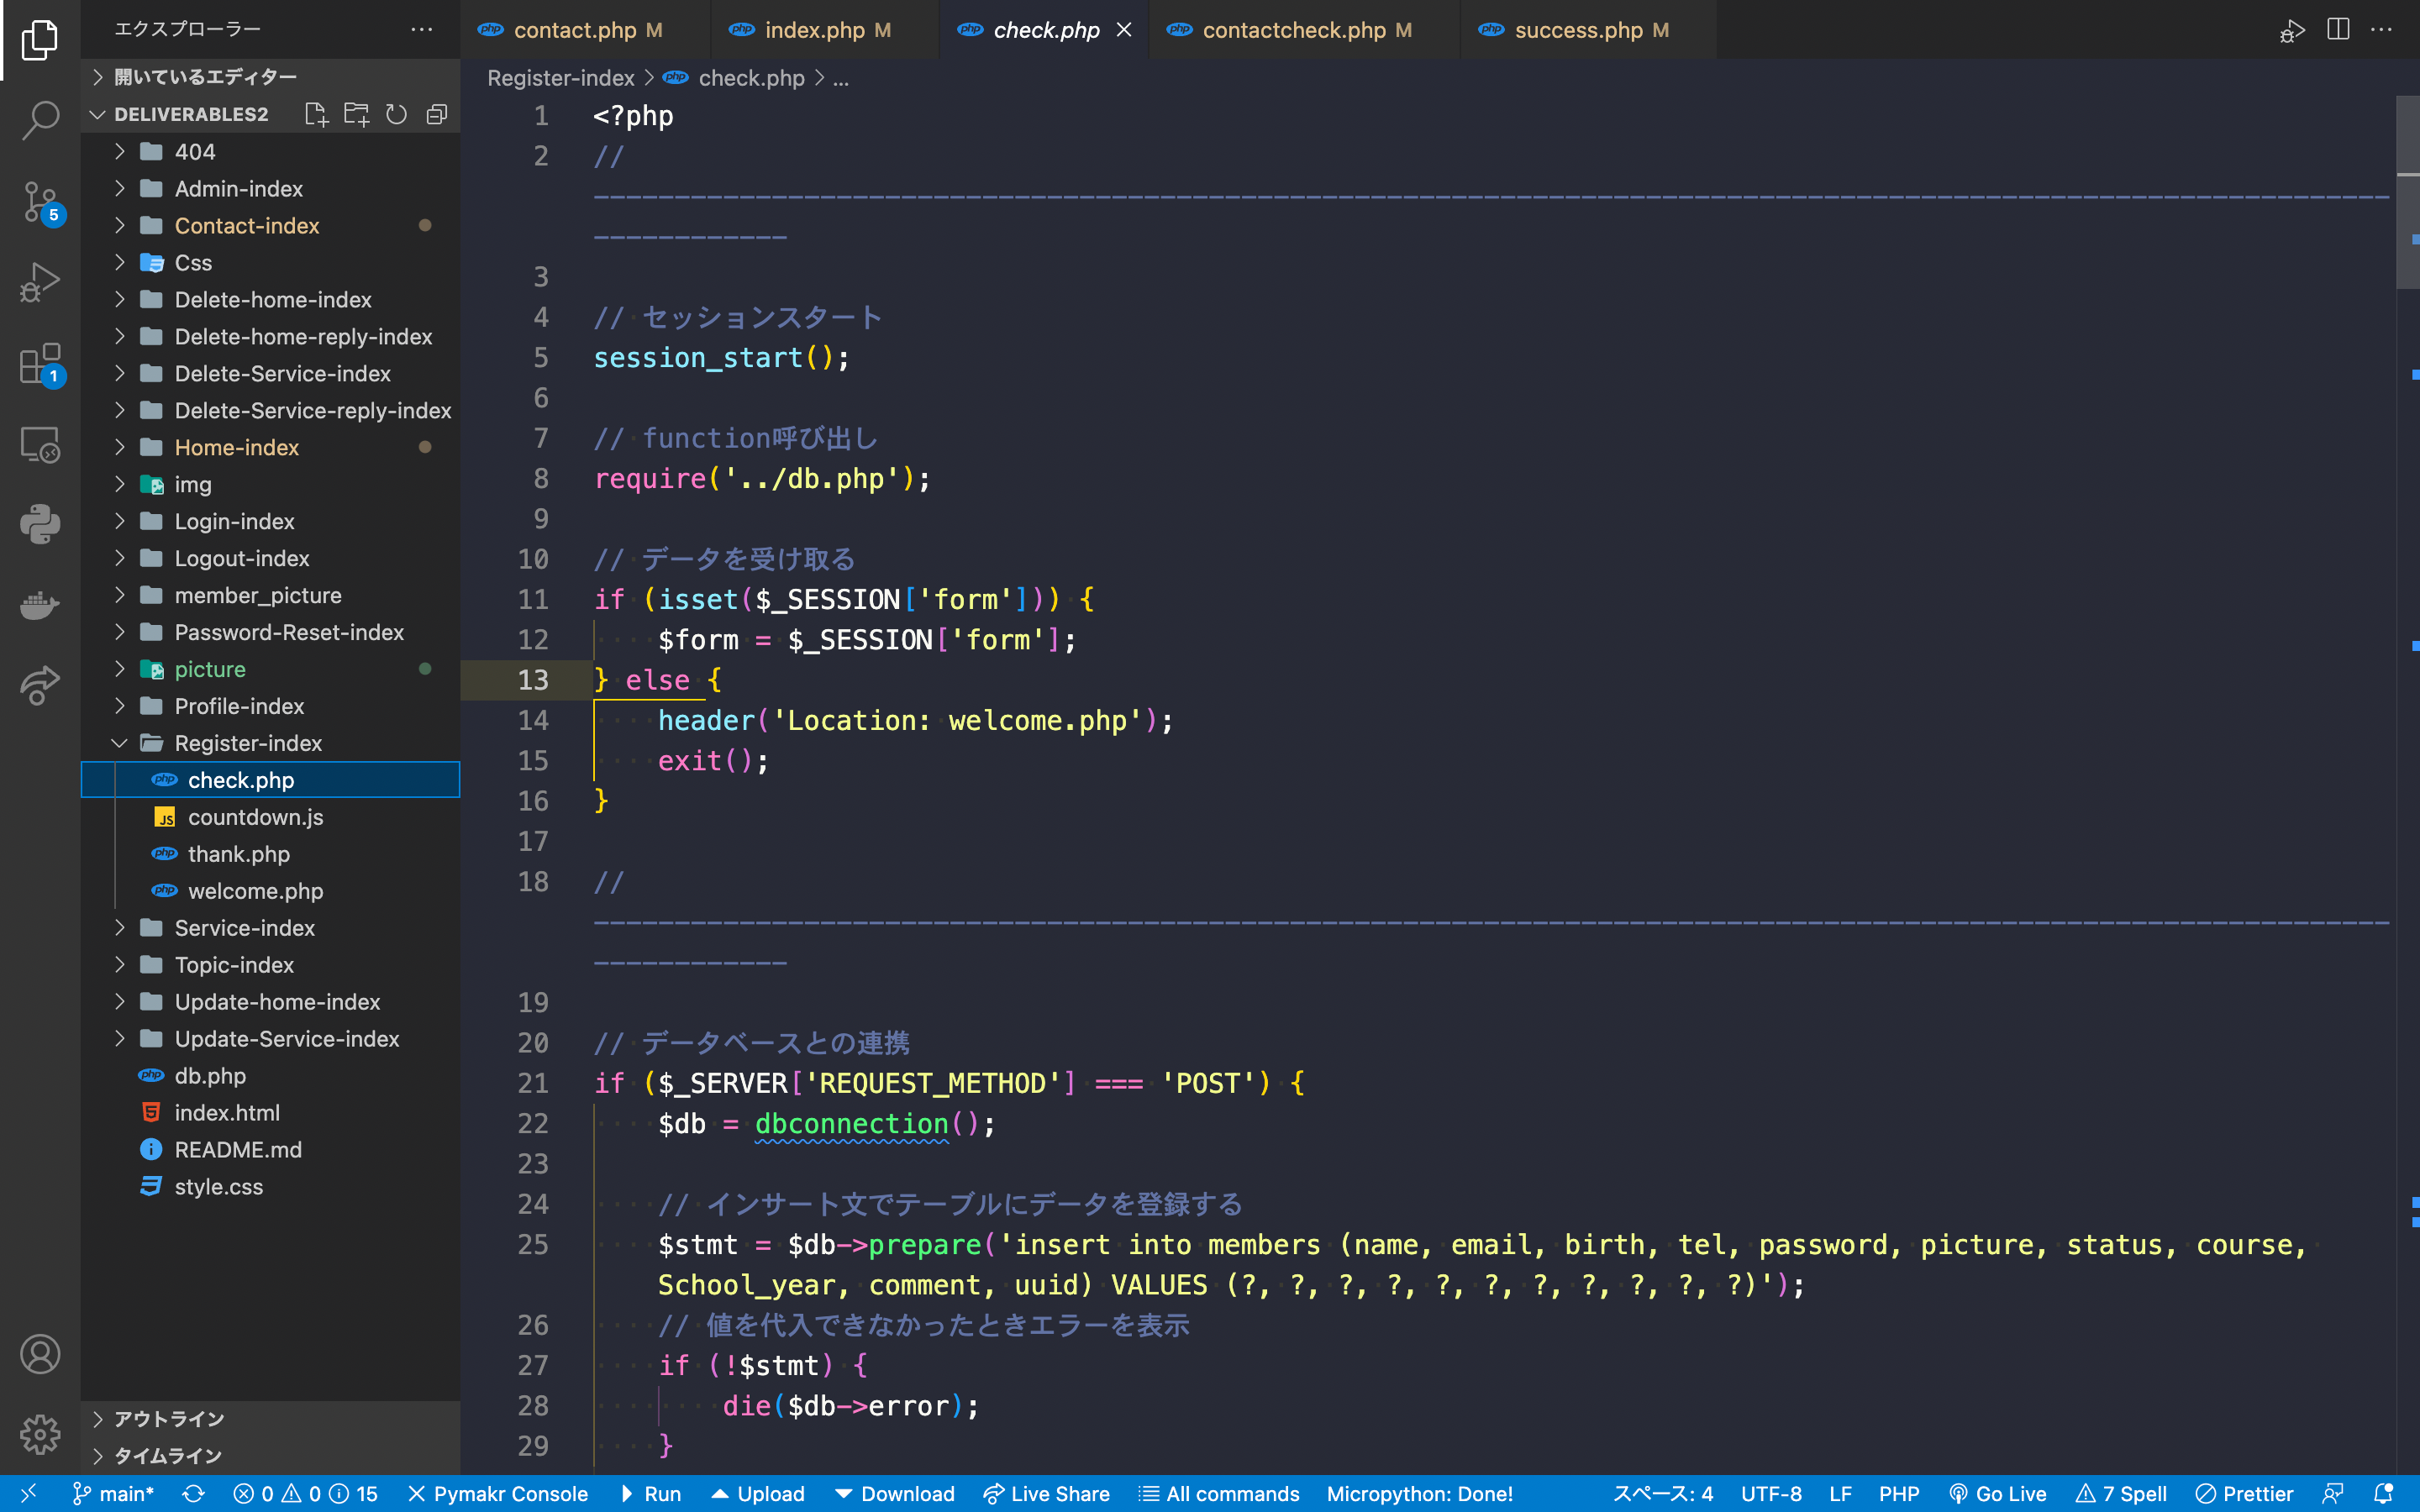 エクスプローラー
開いているエディター
DELIVERABLES2
404
Admin-index
Contact-index
Css
Delete-home-index
Delete-home-reply-index
Delete-Service-index
Delete-Service-reply-index
Home-index
img
Login-index
Logout-index
member_picture
Password-Reset-index
picture
Profile-index
Register-index
php check.php
JS countdown.js
php thank.php
php welcome.php
Service-index
Topic-index
Update-home-index
Update-Service-index
php db.php
index.html
README.md
style.css
アウトライン
タイムライン
5
1
php contact.php M
php index.php M
php check.php
php contactcheck.php M
php success.php M
Register-index > php check.php > ...
1 <?php
2 //
-----------------------------------------------------------------------------------------------------------------
------------
3
4 // セッションスタート
5 session_start();
6
7 // function呼び出し
8 require('../db.php');
9
10 // データを受け取る
11 if (isset($_SESSION['form'])) {
12 $form = $_SESSION['form'];
13 } else {
14 header('Location: welcome.php');
15 exit();
16 }
17
18 //
-----------------------------------------------------------------------------------------------------------------
------------
19
20 // データベースとの連携
21 if ($_SERVER['REQUEST_METHOD'] === 'POST') {
22 $db = dbconnection();
23
24 // インサート文でテーブルにデータを登録する
25 $stmt = $db->prepare('insert into members (name, email, birth, tel, password, picture, status, course,
School_year, comment, uuid) VALUES (?, ?, ?, ?, ?, ?, ?, ?, ?, ?, ?)');
26 // 値を代入できなかったときエラーを表示
27 if (!$stmt) {
28 die($db->error);
29 }
main* 0 0 15 Pymakr Console Run Upload Download Live Share All commands Micropython: Done! スペース: 4 UTF-8 LF PHP Go Live 7 Spell Prettier